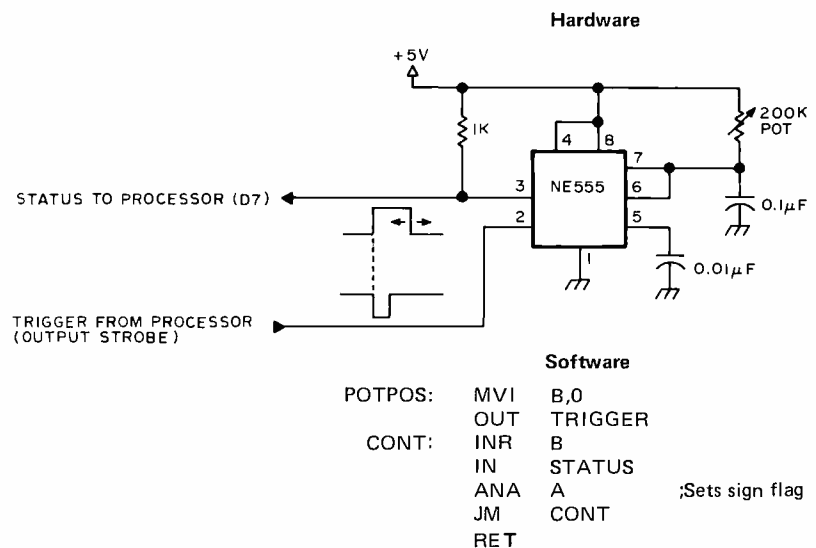 Hardware
+5V
1K
200K
POT
4
8
7
STATUS TO PROCESSOR (D7)
3
NE555
6
0.1µF
2
5
1
0.01µF
TRIGGER FROM PROCESSOR
(OUTPUT STROBE)
Software
POTPOS: MVI B,0
OUT TRIGGER
CONT: INR B
IN STATUS
ANA A ;Sets sign flag
JM CONT
RET